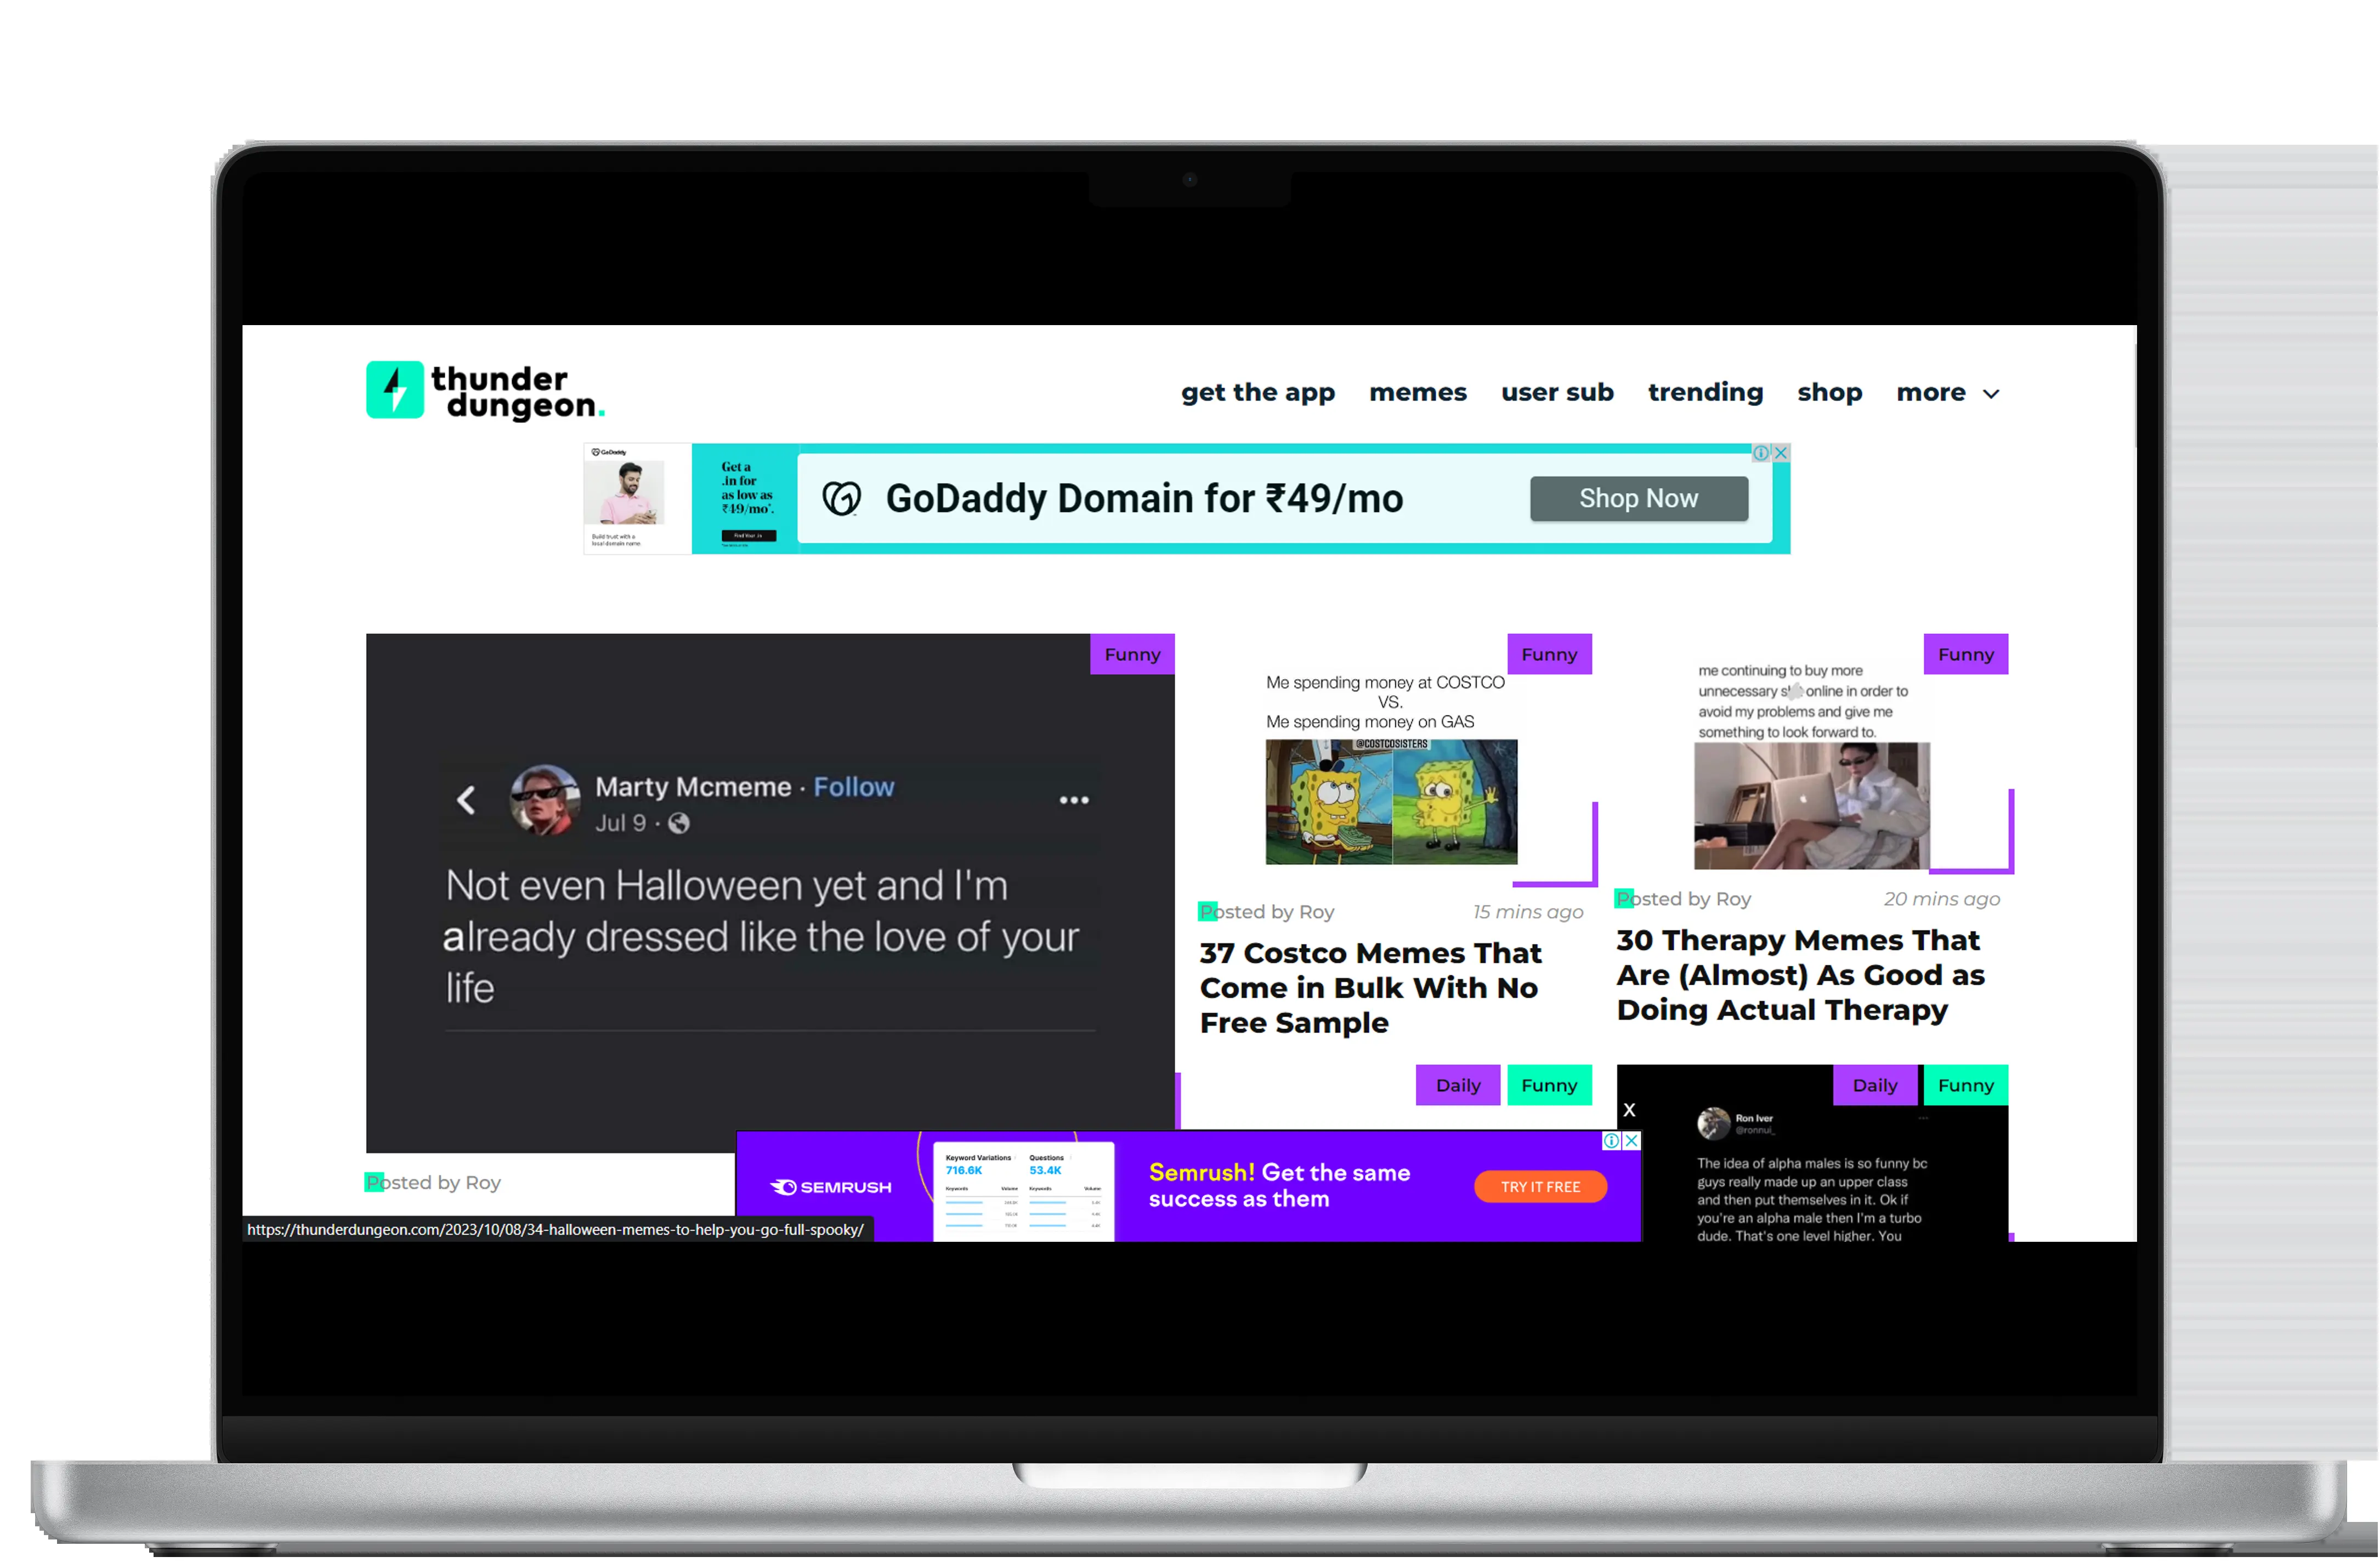 thunder
dungeon.
get the app memes user sub trending shop more
GoDaddy
Get a
.in for
as low as
₹49/mo*.
Build trust with a
local domain name.
GoDaddy Domain for ₹49/mo
Shop Now
Funny
Marty Mcmeme · Follow
Jul 9 ·
Not even Halloween yet and I'm
already dressed like the love of your
life
Posted by Roy
Funny
Me spending money at COSTCO
VS.
Me spending money on GAS
@COSTCOSISTERS
Posted by Roy 15 mins ago
37 Costco Memes That
Come in Bulk With No
Free Sample
Funny
me continuing to buy more
unnecessary online in order to
avoid my problems and give me
something to look forward to.
Posted by Roy 20 mins ago
30 Therapy Memes That
Are (Almost) As Good as
Doing Actual Therapy
Daily Funny
Daily Funny
X
Ron Iver
@ronnui_
The idea of alpha males is so funny bc
guys really made up an upper class
and then put themselves in it. Ok if
you're an alpha male then I'm a turbo
dude. That's one level higher. You
SEMRUSH
Keyword Variations Questions
716.6K 53.4K
Keywords Volume Keywords Volume
Semrush! Get the same
success as them
TRY IT FREE
https://thunderdungeon.com/2023/10/08/34-halloween-memes-to-help-you-go-full-spooky/